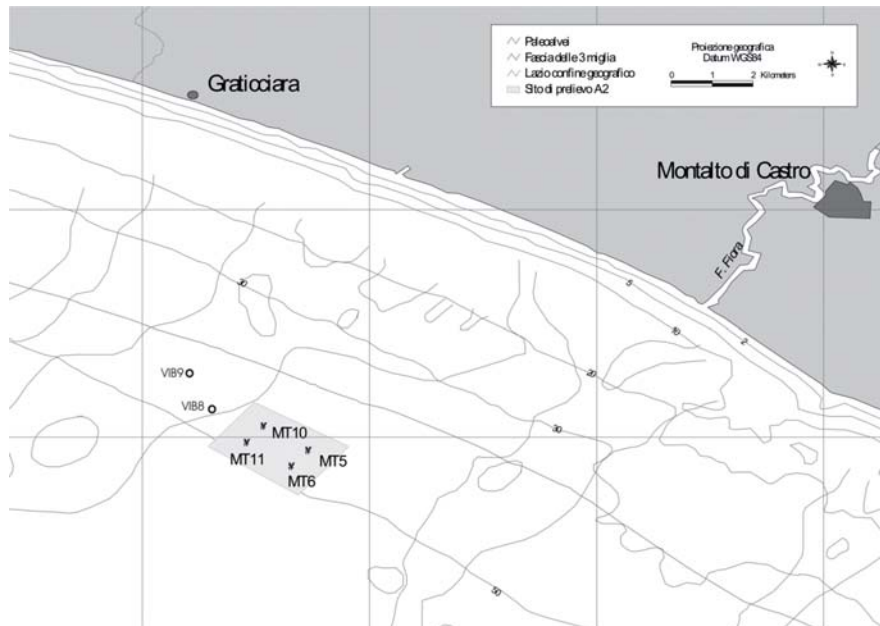 Paleoalvei
Fascia delle 3 miglia
Lazio confine geografico
Sito di prelievo A2
Proiezione geografica
Datum WGS84
0 1 2 Kilometers
Graticciara
Montalto di Castro
F. Fiora
5
10
2
30
20
30
VIB9
VIB8
MT10
MT11
MT5
MT6
50